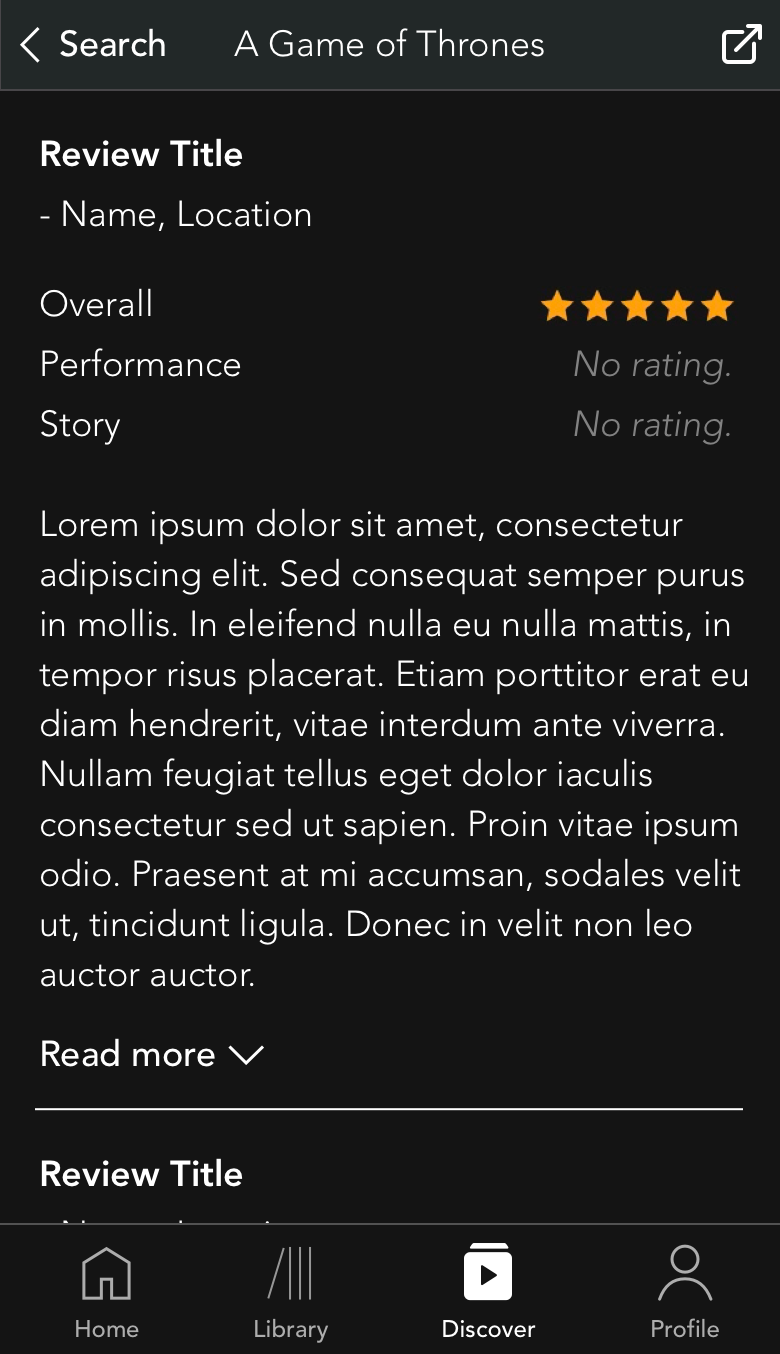 Search A Game of Thrones
Review Title
- Name, Location
Overall
Performance No rating.
Story No rating.
Lorem ipsum dolor sit amet, consectetur
adipiscing elit. Sed consequat semper purus
in mollis. In eleifend nulla eu nulla mattis, in
tempor risus placerat. Etiam porttitor erat eu
diam hendrerit, vitae interdum ante viverra.
Nullam feugiat tellus eget dolor iaculis
consectetur sed ut sapien. Proin vitae ipsum
odio. Praesent at mi accumsan, sodales velit
ut, tincidunt ligula. Donec in velit non leo
auctor auctor.
Read more
Review Title
Home Library Discover Profile